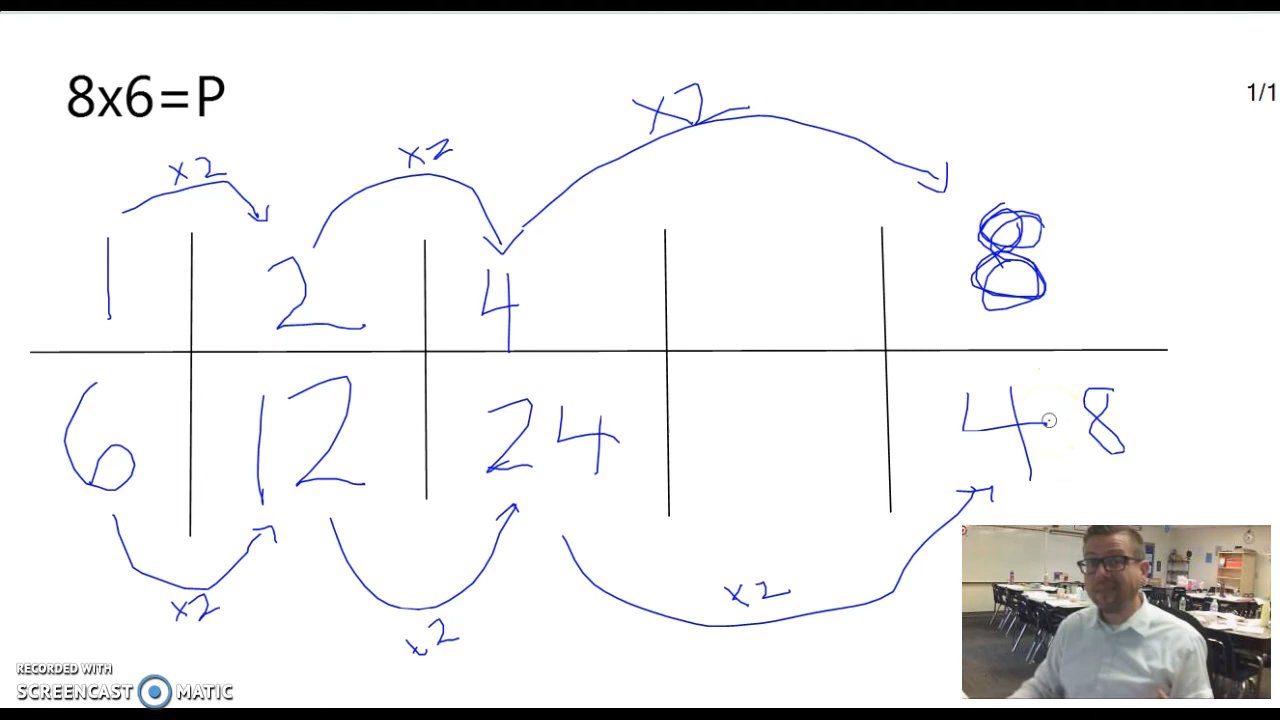 8x6=P
1/1
x2
x2
x2
1 2 4 8
6 12 24 48
x2
x2
x2
RECORDED WITH
SCREENCAST MATIC